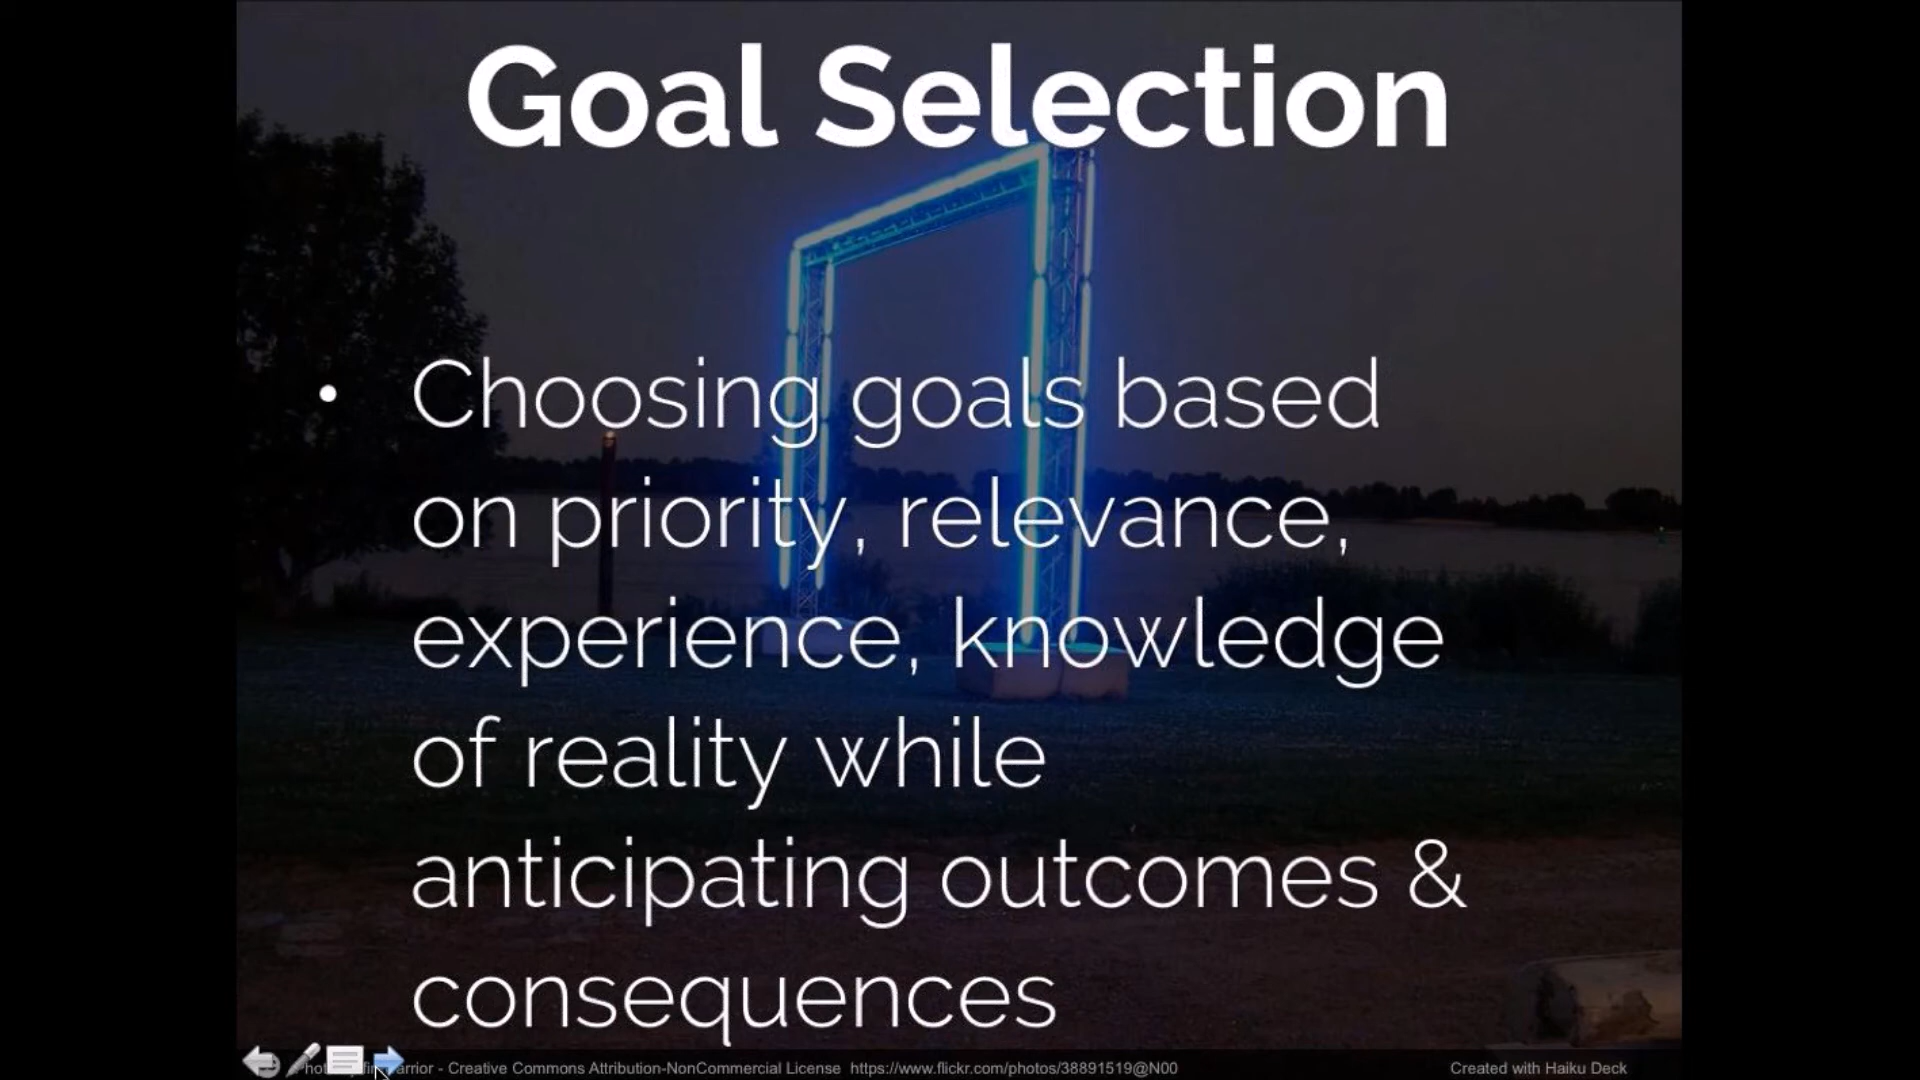 Goal Selection
• Choosing goals based
on priority, relevance,
experience, knowledge
of reality while
anticipating outcomes &
consequences
- Creative Commons Attribution-NonCommercial License https://www.flickr.com/photos/38891519@N00
Created with Haiku Deck